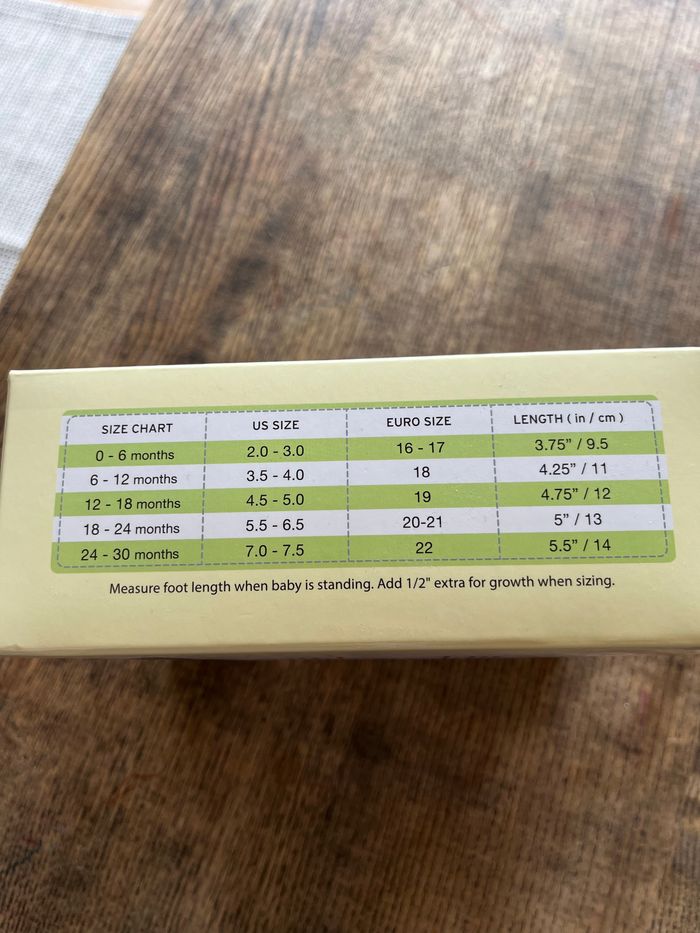 SIZE CHART US SIZE EURO SIZE LENGTH ( in / cm )
0 - 6 months 2.0 - 3.0 16 - 17 3.75” / 9.5
6 - 12 months 3.5 - 4.0 18 4.25” / 11
12 - 18 months 4.5 - 5.0 19 4.75” / 12
18 - 24 months 5.5 - 6.5 20-21 5” / 13
24 - 30 months 7.0 - 7.5 22 5.5” / 14
Measure foot length when baby is standing. Add 1/2" extra for growth when sizing.